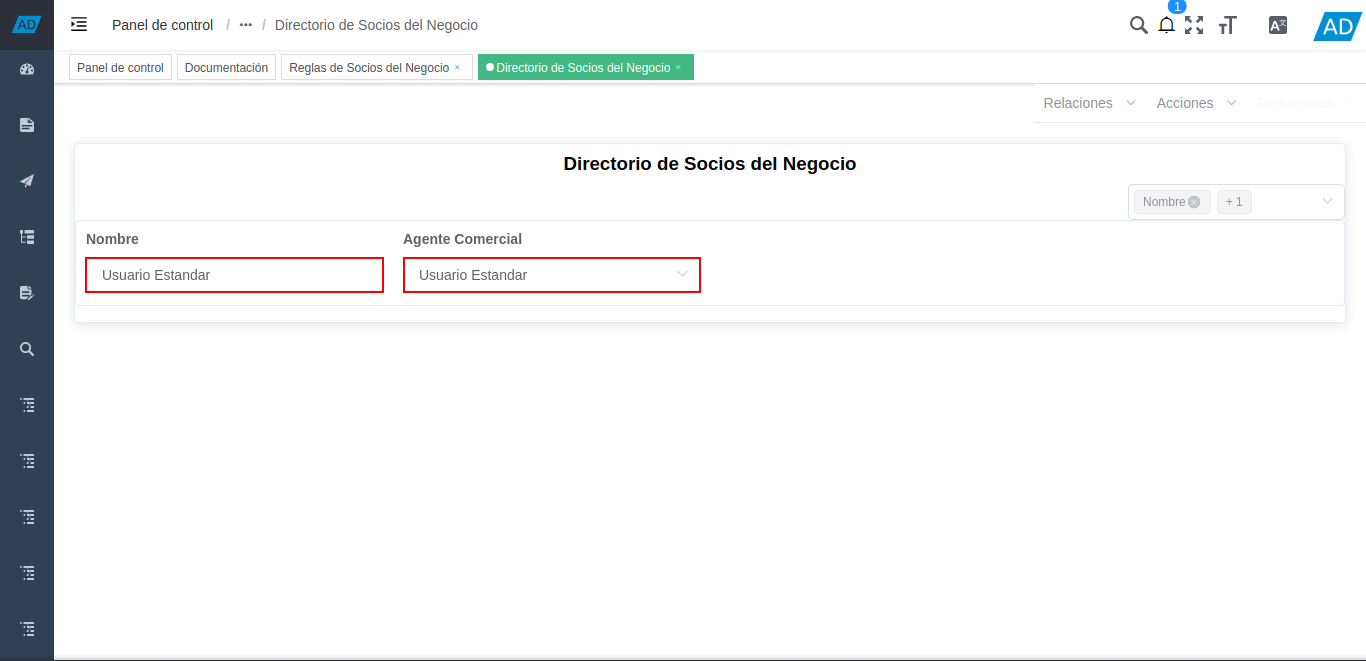 AD
Panel de control / ••• / Directorio de Socios del Negocio
1
AD
Panel de control
Documentación
Reglas de Socios del Negocio ×
Directorio de Socios del Negocio ×
Relaciones
Acciones
Referencias
Directorio de Socios del Negocio
Nombre
+ 1
Nombre
Agente Comercial
Usuario Estandar
Usuario Estandar